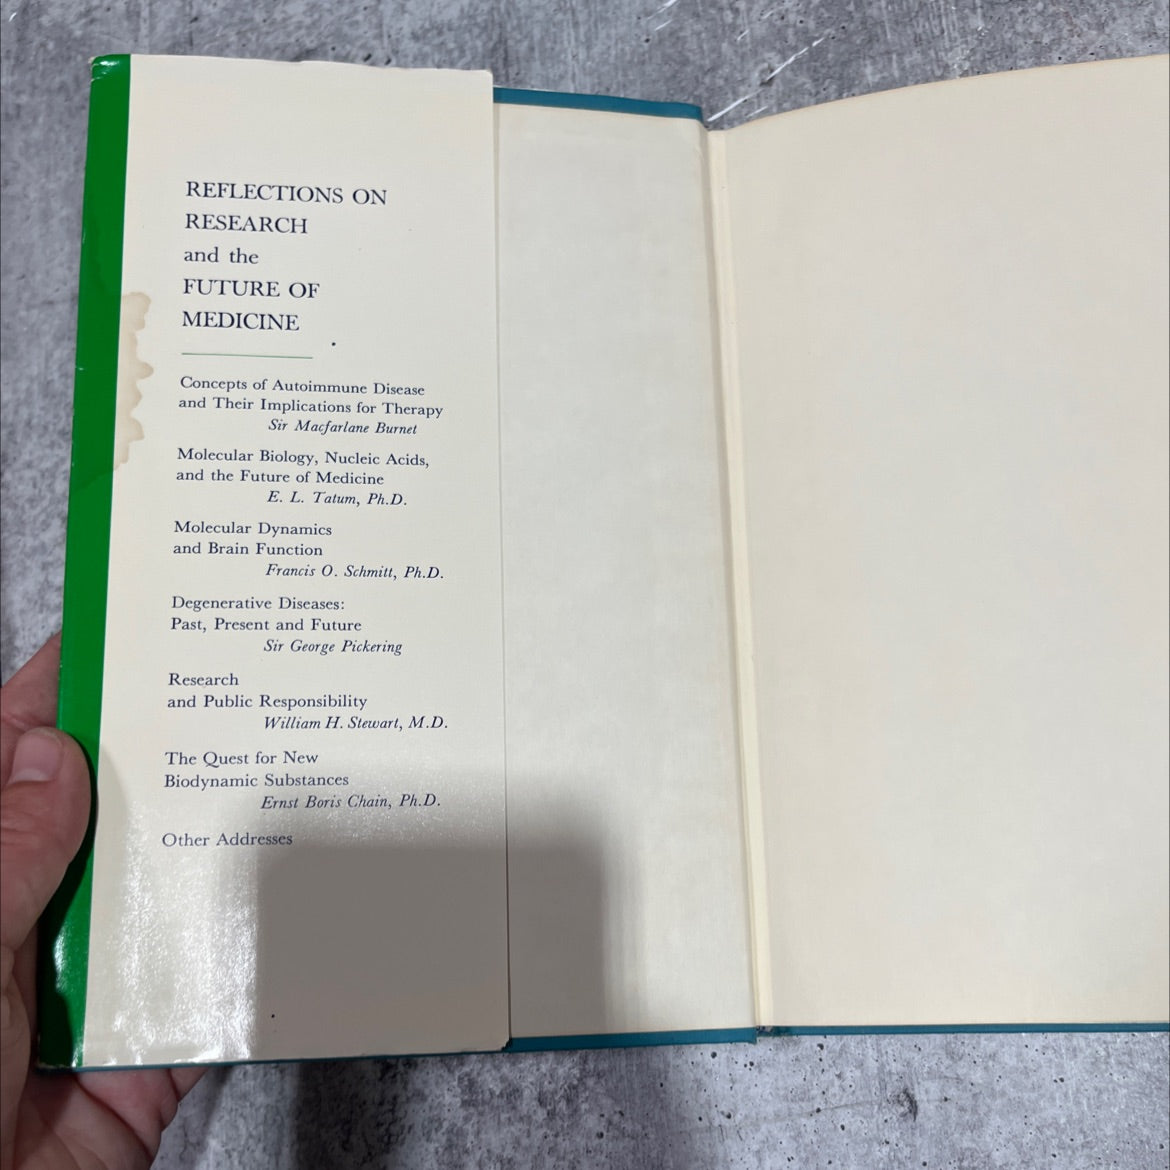 REFLECTIONS ON
RESEARCH
and the
FUTURE OF
MEDICINE
Concepts of Autoimmune Disease
and Their Implications for Therapy
Sir Macfarlane Burnet
Molecular Biology, Nucleic Acids,
and the Future of Medicine
E. L. Tatum, Ph.D.
Molecular Dynamics
and Brain Function
Francis O. Schmitt, Ph.D.
Degenerative Diseases:
Past, Present and Future
Sir George Pickering
Research
and Public Responsibility
William H. Stewart, M.D.
The Quest for New
Biodynamic Substances
Ernst Boris Chain, Ph.D.
Other Addresses